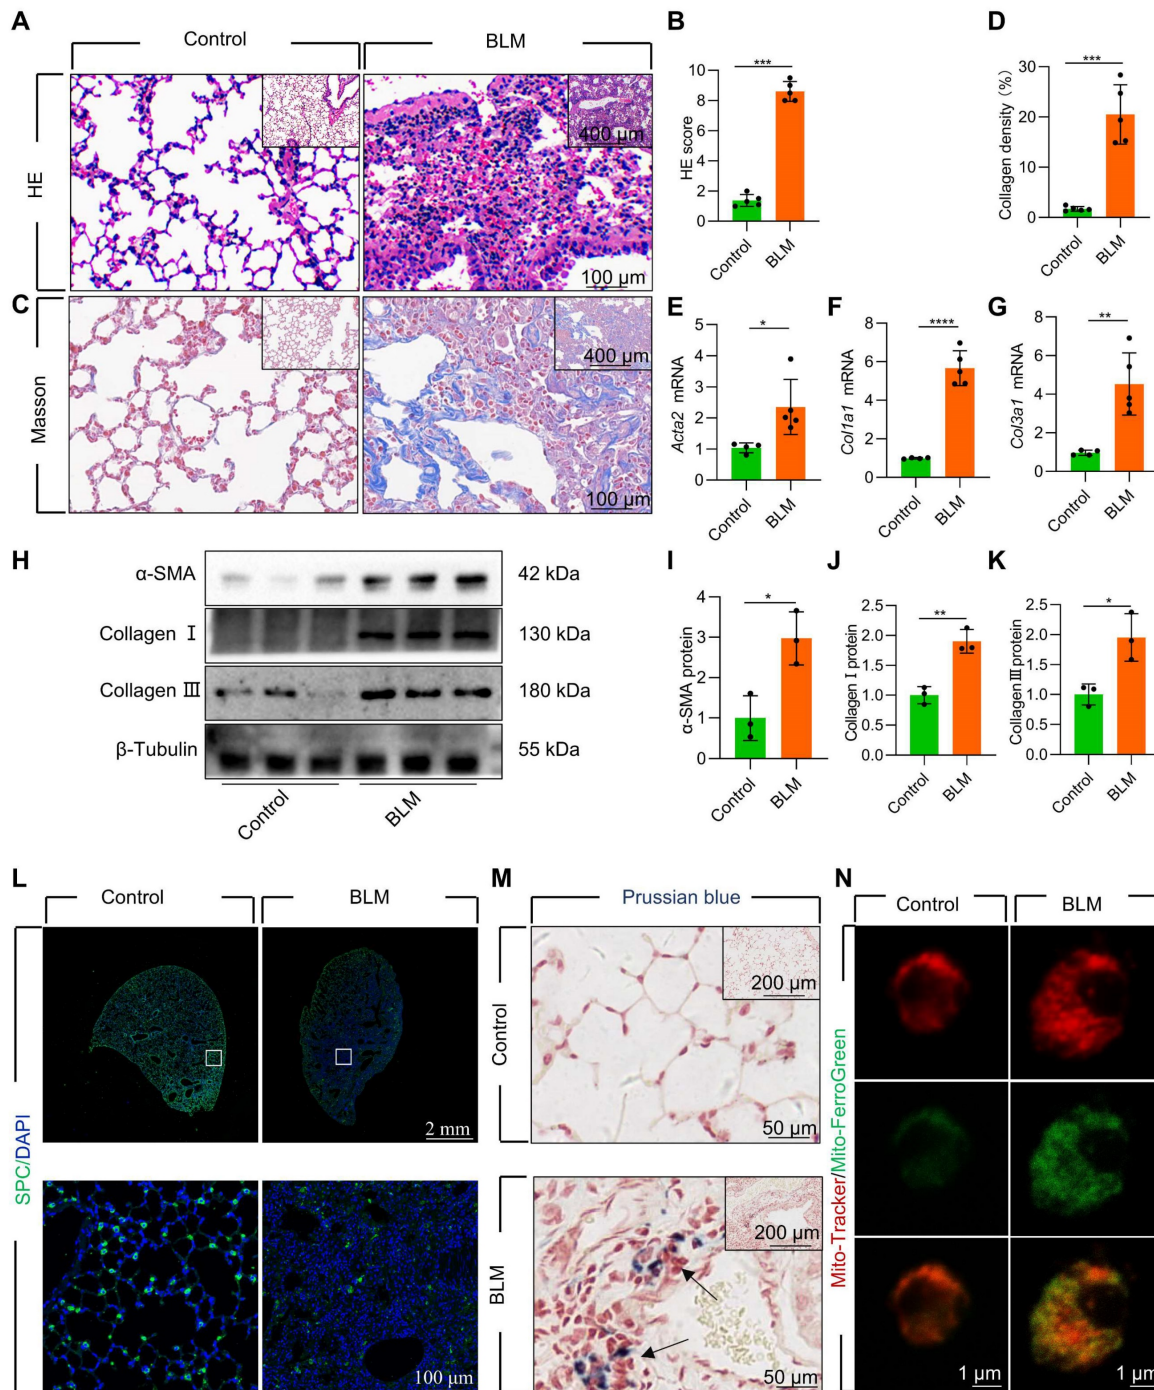 A
Control
BLM
HE
400 µm
100 µm
B
10
8
6
4
2
0
HE score
***
Control
BLM
D
30
20
10
0
Collagen density (%)
***
Control
BLM
C
Masson
400 µm
100 µm
E
5
4
3
2
1
0
Acta2 mRNA
*
Control
BLM
F
8
6
4
2
0
Col1a1 mRNA
****
Control
BLM
G
8
6
4
2
0
Col3a1 mRNA
**
Control
BLM
H
α-SMA
42 kDa
Collagen Ⅰ
130 kDa
Collagen Ⅲ
180 kDa
β-Tubulin
55 kDa
Control
BLM
I
4
3
2
1
0
α-SMA protein
*
Control
BLM
J
2.5
2.0
1.5
1.0
0.5
0.0
Collagen Ⅰ protein
**
Control
BLM
K
2.5
2.0
1.5
1.0
0.5
0.0
Collagen Ⅲ protein
*
Control
BLM
L
Control
BLM
SPC/DAPI
2 mm
100 µm
M
Prussian blue
Control
200 µm
50 µm
BLM
200 µm
50 µm
N
Control
BLM
Mito-Tracker/Mito-FerroGreen
1 µm
1 µm